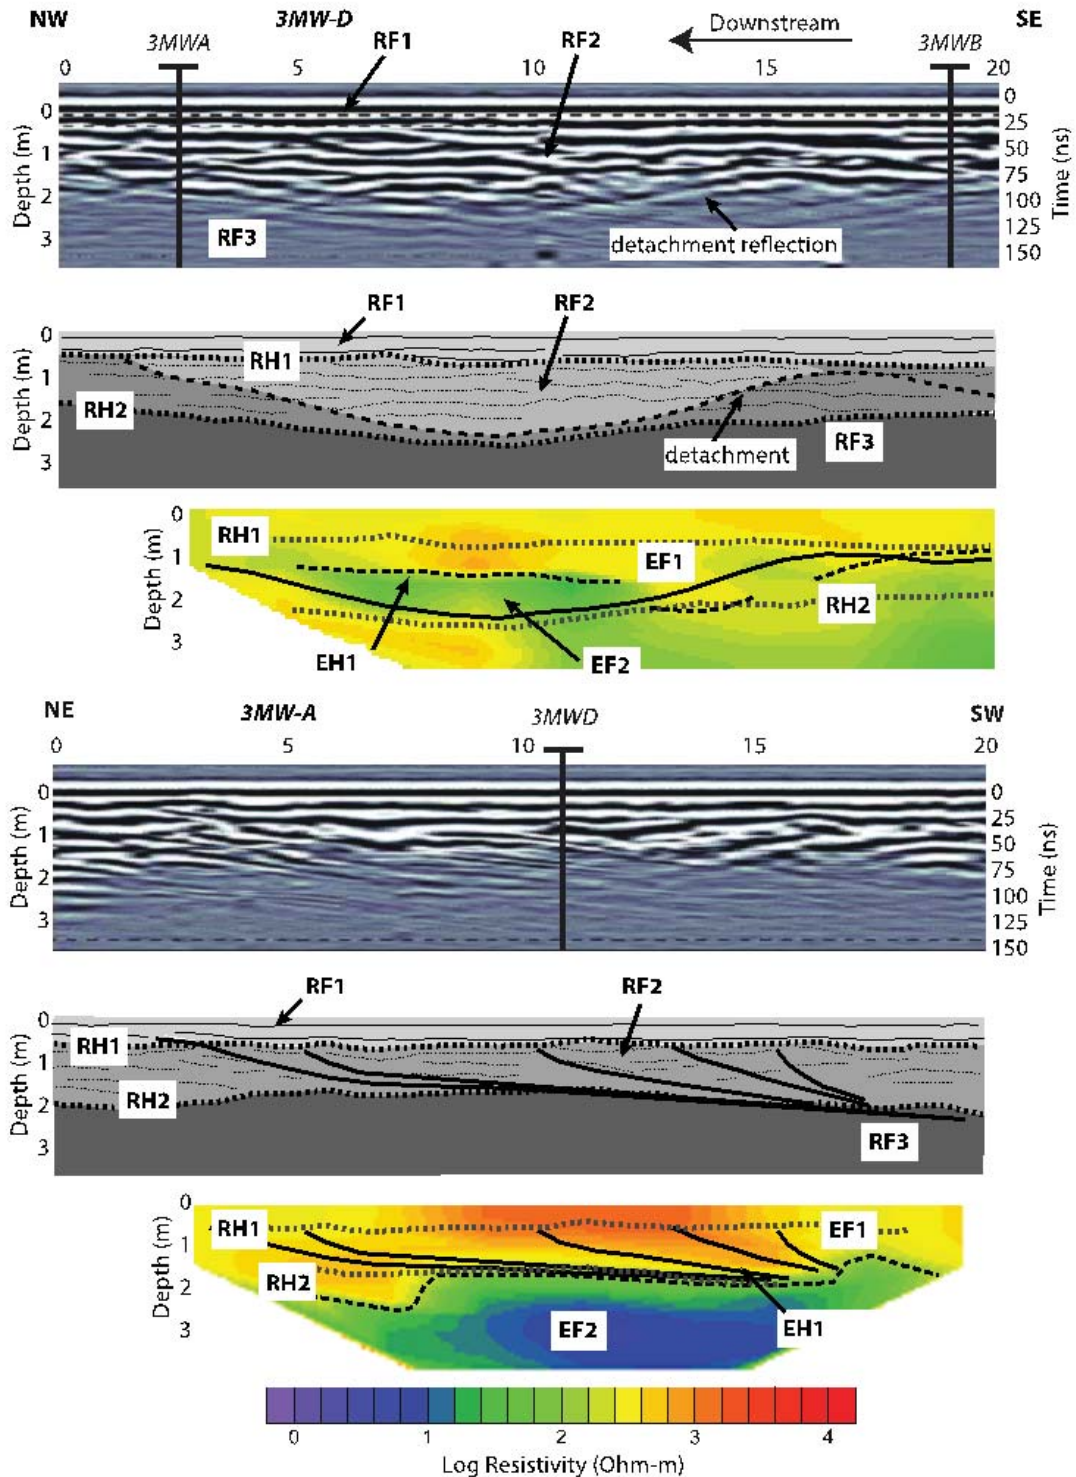 NW 3MW-D Downstream SE
3MWA RF1 RF2 3MWB
0 5 10 15 20
Depth (m)
0
1
2
3
0
25
50
75
100
125
150
Time (ns)
RF3
detachment reflection
RF1 RF2
Depth (m)
0
1
2
3
RH1
RH2
RF3
detachment
Depth (m)
0
1
2
3
RH1
EF1
RH2
EH1 EF2
NE 3MW-A 3MWD SW
0 5 10 15 20
Depth (m)
0
1
2
3
0
25
50
75
100
125
150
Time (ns)
RF1 RF2
Depth (m)
0
1
2
3
RH1
RH2
RF3
Depth (m)
0
1
2
3
RH1 EF1
RH2
EF2 EH1
0 1 2 3 4
Log Resistivity (Ohm-m)